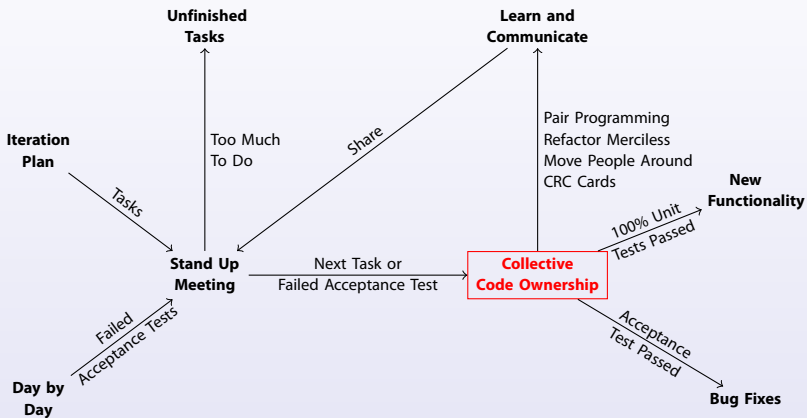 Unfinished
Tasks
Learn and
Communicate
Iteration
Plan
Too Much
To Do
Share
Pair Programming
Refactor Merciless
Move People Around
CRC Cards
New
Functionality
Tasks
100% Unit
Tests Passed
Stand Up
Meeting
Next Task or
Failed Acceptance Test
Collective
Code Ownership
Failed
Acceptance Tests
Acceptance
Test Passed
Day by
Day
Bug Fixes